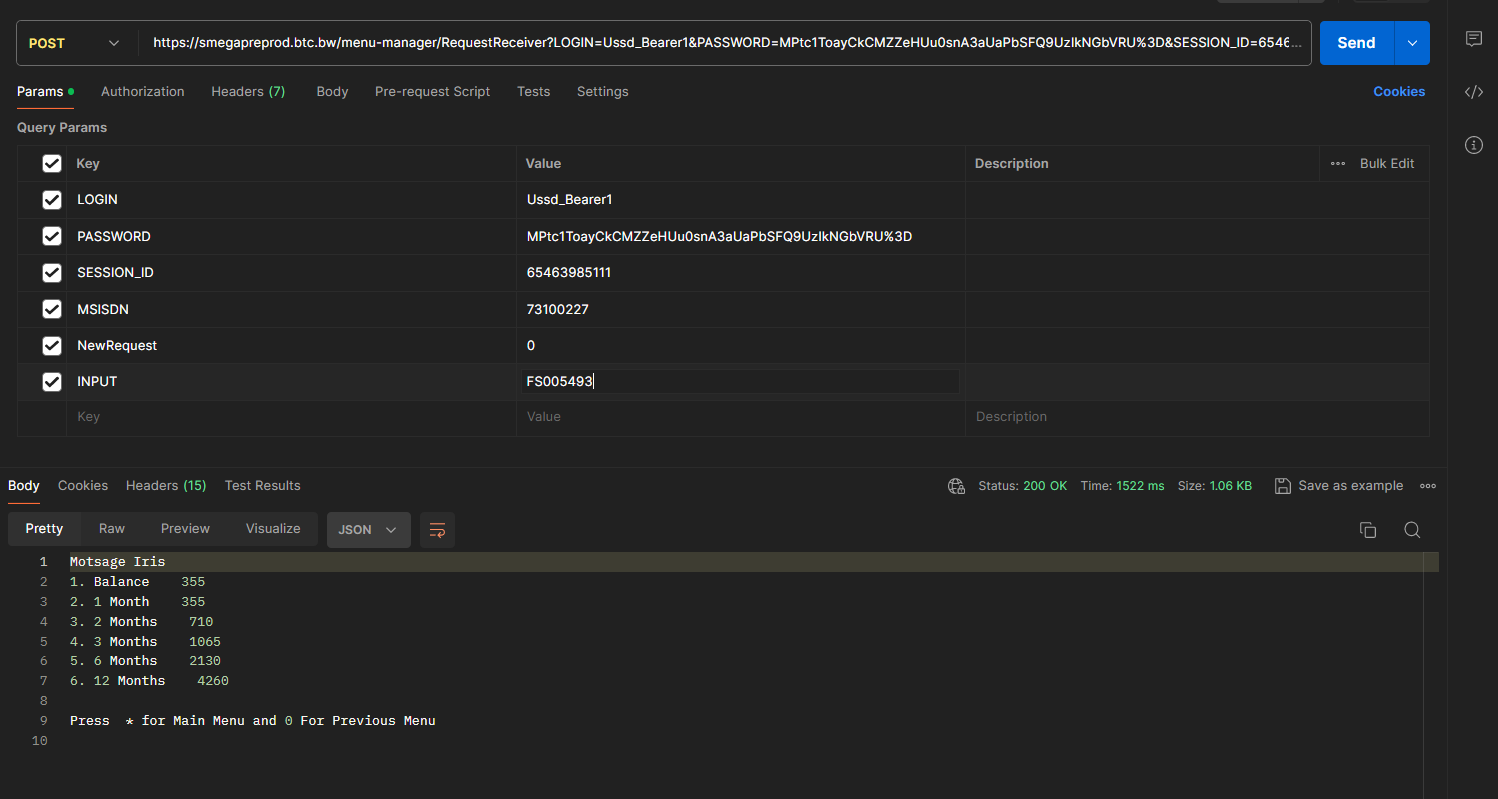 POST https://smegapreprod.btc.bw/menu-manager/RequestReceiver?LOGIN=Ussd_Bearer1&PASSWORD=MPtc1ToayCkCMZZeHUu0snA3aUaPbSFQ9UzIkNGbVRU%3D&SESSION_ID=6546... Send
Params Authorization Headers (7) Body Pre-request Script Tests Settings Cookies
Query Params
Key Value Description Bulk Edit
LOGIN Ussd_Bearer1
PASSWORD MPtc1ToayCkCMZZeHUu0snA3aUaPbSFQ9UzIkNGbVRU%3D
SESSION_ID 65463985111
MSISDN 73100227
NewRequest 0
INPUT FS005493
Key Value Description
Body Cookies Headers (15) Test Results Status: 200 OK Time: 1522 ms Size: 1.06 KB Save as example
Pretty Raw Preview Visualize JSON
1 Motsage Iris
2 1. Balance 355
3 2. 1 Month 355
4 3. 2 Months 710
5 4. 3 Months 1065
6 5. 6 Months 2130
7 6. 12 Months 4260
8
9 Press * for Main Menu and 0 For Previous Menu
10